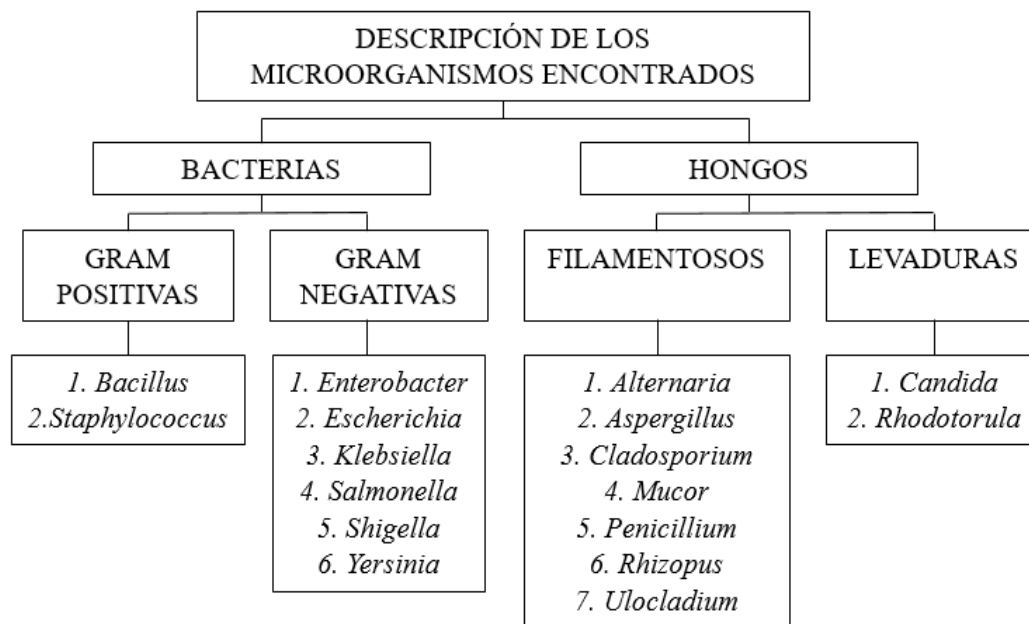 DESCRIPCIÓN DE LOS
MICROORGANISMOS ENCONTRADOS
BACTERIAS
HONGOS
GRAM
POSITIVAS
GRAM
NEGATIVAS
FILAMENTOSOS
LEVADURAS
1. Bacillus
2.Staphylococcus
1. Enterobacter
2. Escherichia
3. Klebsiella
4. Salmonella
5. Shigella
6. Yersinia
1. Alternaria
2. Aspergillus
3. Cladosporium
4. Mucor
5. Penicillium
6. Rhizopus
7. Ulocladium
1. Candida
2. Rhodotorula